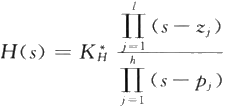 H(s) = K_H^* \frac{\prod_{j=1}^{l} (s - z_j)}{\prod_{j=1}^{h} (s - p_j)}